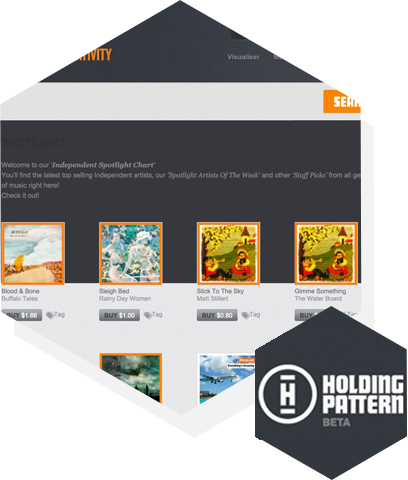 TIVITY
Visualiser M
SEAR
SPOTLIGHT
Welcome to our 'Independent Spotlight Chart'
You'll find the latest top selling Independent artists, our 'Spotlight Artists Of The Week' and other 'Staff Picks' from all ge
of music right here!
Check it out!
BUFFALO
Blood & Bone
Buffalo Tales
BUY $1.66 Tag
Sleigh Bed
Rainy Day Women
BUY $1.00 Tag
Stick To The Sky
Matt Stillert
BUY $0.80 Tag
Gimme Something
The Water Board
BUY Tag
HOLDING
PATTERN
BETA